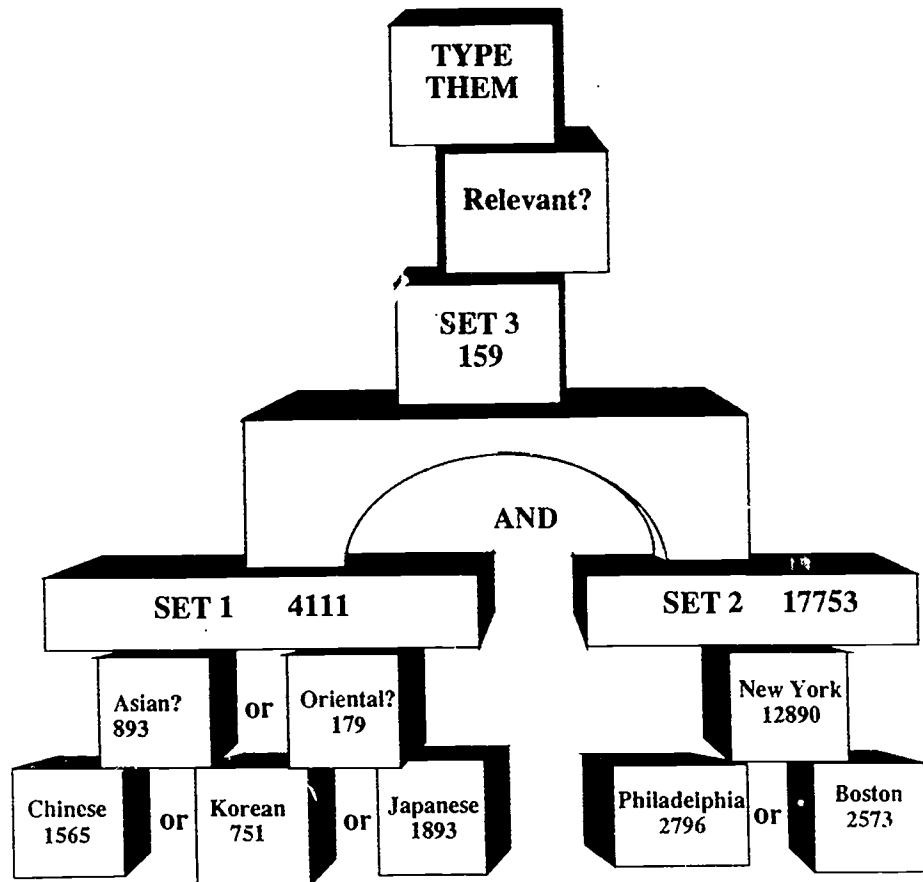 TYPE
THEM
Relevant?
SET 3
159
AND
SET 1 4111
SET 2 17753
Asian?
893
or
Oriental?
179
New York
12890
Chinese
1565
or
Korean
751
or
Japanese
1893
Philadelphia
2796
or
Boston
2573